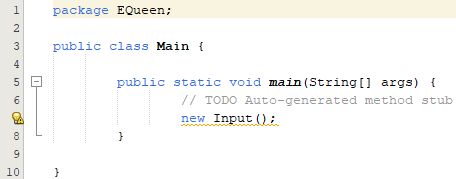 1 package EQueen;
2
3 public class Main {
4
5 public static void main(String[] args) {
6 // TODO Auto-generated method stub
new Input();
8 }
9
10 }